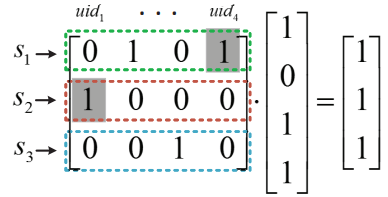 uid₁ · · · uid₄
s₁→ [0 1 0 1] [1] [1]
s₂→ [1 0 0 0] · [0] = [1]
s₃→ [0 0 1 0] [1] [1]
[1]